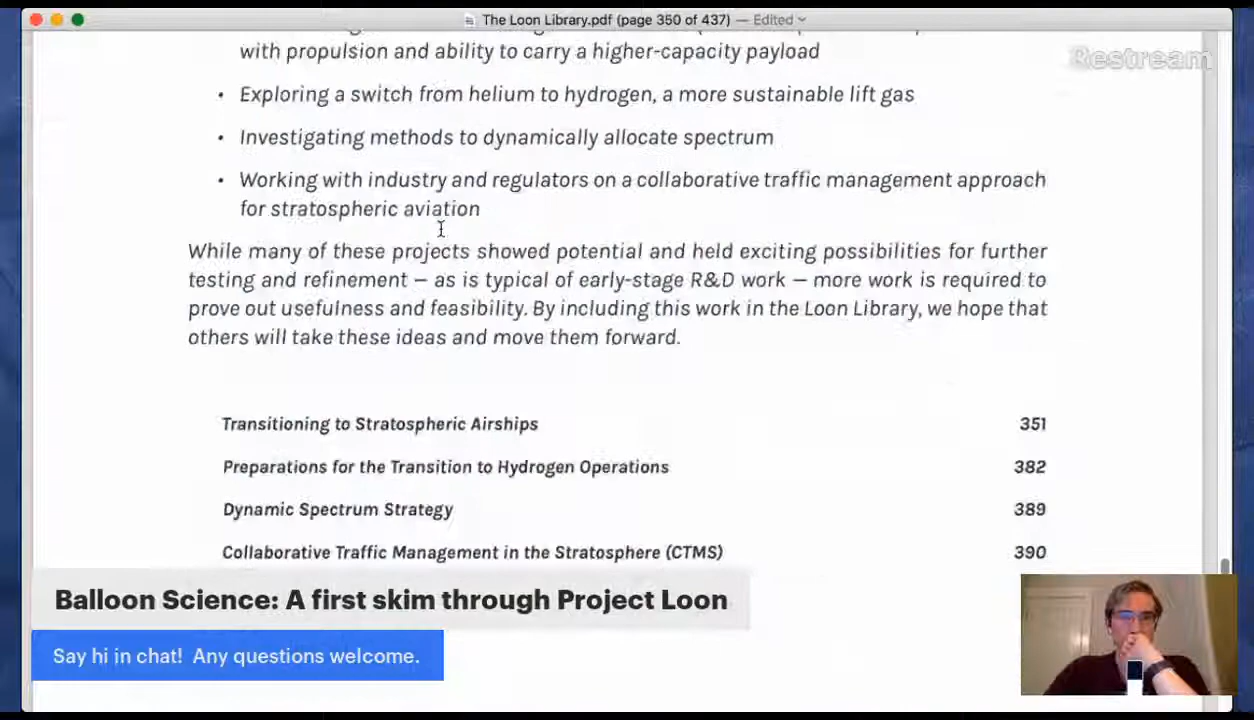 The Loon Library.pdf (page 350 of 437) — Edited
Restream
with propulsion and ability to carry a higher-capacity payload
• Exploring a switch from helium to hydrogen, a more sustainable lift gas
• Investigating methods to dynamically allocate spectrum
• Working with industry and regulators on a collaborative traffic management approach
for stratospheric aviation
While many of these projects showed potential and held exciting possibilities for further
testing and refinement — as is typical of early-stage R&D work — more work is required to
prove out usefulness and feasibility. By including this work in the Loon Library, we hope that
others will take these ideas and move them forward.
Transitioning to Stratospheric Airships 351
Preparations for the Transition to Hydrogen Operations 382
Dynamic Spectrum Strategy 389
Collaborative Traffic Management in the Stratosphere (CTMS) 390
Balloon Science: A first skim through Project Loon
Say hi in chat! Any questions welcome.